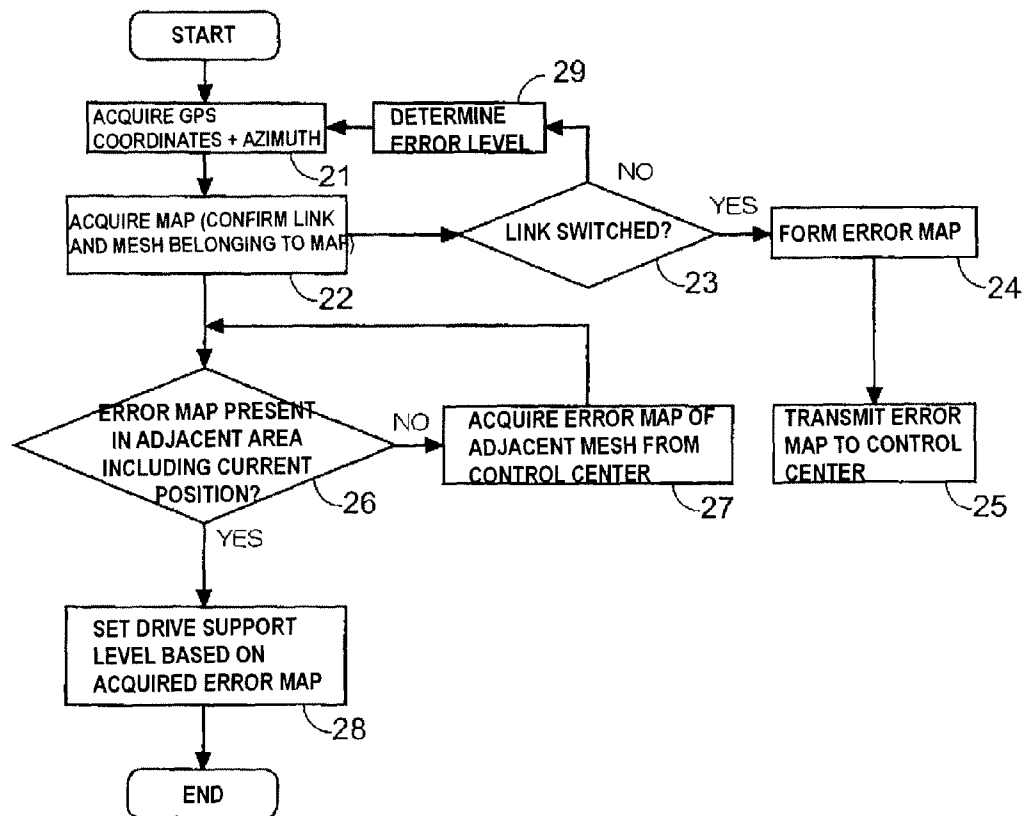 START
ACQUIRE GPS
COORDINATES + AZIMUTH
21
DETERMINE
ERROR LEVEL
29
ACQUIRE MAP (CONFIRM LINK
AND MESH BELONGING TO MAP)
22
LINK SWITCHED?
23
NO
YES
FORM ERROR MAP
24
TRANSMIT ERROR
MAP TO CONTROL
CENTER
25
ERROR MAP PRESENT
IN ADJACENT AREA
INCLUDING CURRENT
POSITION?
26
NO
ACQUIRE ERROR MAP OF
ADJACENT MESH FROM
CONTROL CENTER
27
YES
SET DRIVE SUPPORT
LEVEL BASED ON
ACQUIRED ERROR MAP
28
END